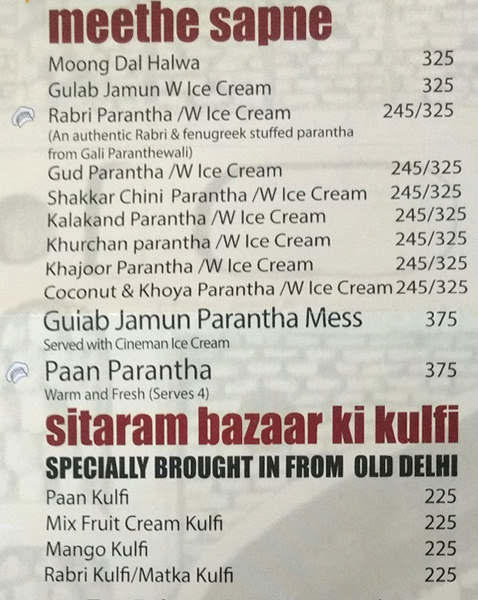 meethe sapne
Moong Dal Halwa 325
Gulab Jamun W Ice Cream 325
Rabri Parantha /W Ice Cream 245/325
(An authentic Rabri & fenugreek stuffed parantha
from Gali Paranthewali)
Gud Parantha /W Ice Cream 245/325
Shakkar Chini Parantha /W Ice Cream 245/325
Kalakand Parantha /W Ice Cream 245/325
Khurchan parantha /W Ice Cream 245/325
Khajoor Parantha /W Ice Cream 245/325
Coconut & Khoya Parantha /W Ice Cream 245/325
Guiab Jamun Parantha Mess 375
Served with Cineman Ice Cream
Paan Parantha 375
Warm and Fresh (Serves 4)
sitaram bazaar ki kulfi
SPECIALLY BROUGHT IN FROM OLD DELHI
Paan Kulfi 225
Mix Fruit Cream Kulfi 225
Mango Kulfi 225
Rabri Kulfi/Matka Kulfi 225